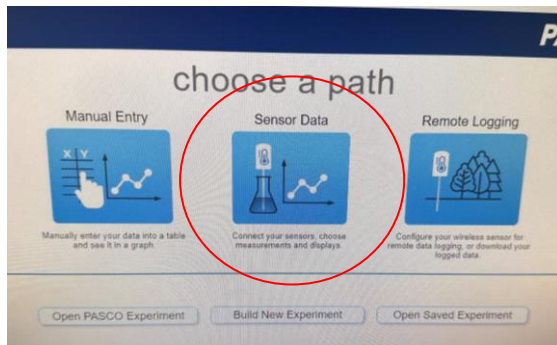 PA
choose a path
Manual Entry
Sensor Data
Remote Logging
X Y
Manually enter your data into a table
and see it in a graph.
Connect your sensors, choose
measurements and displays.
Configure your wireless sensor for
remote data logging, or download your
logged data.
Open PASCO Experiment
Build New Experiment
Open Saved Experiment